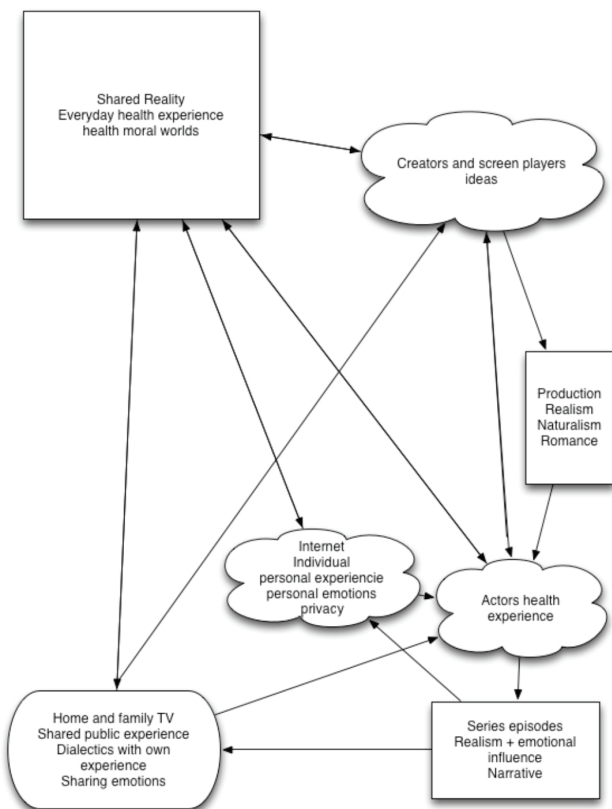 Shared Reality
Everyday health experience
health moral worlds
Creators and screen players
ideas
Production
Realism
Naturalism
Romance
Internet
Individual
personal experiencie
personal emotions
privacy
Actors health
experience
Home and family TV
Shared public experience
Dialectics with own
experience
Sharing emotions
Series episodes
Realism + emotional
influence
Narrative